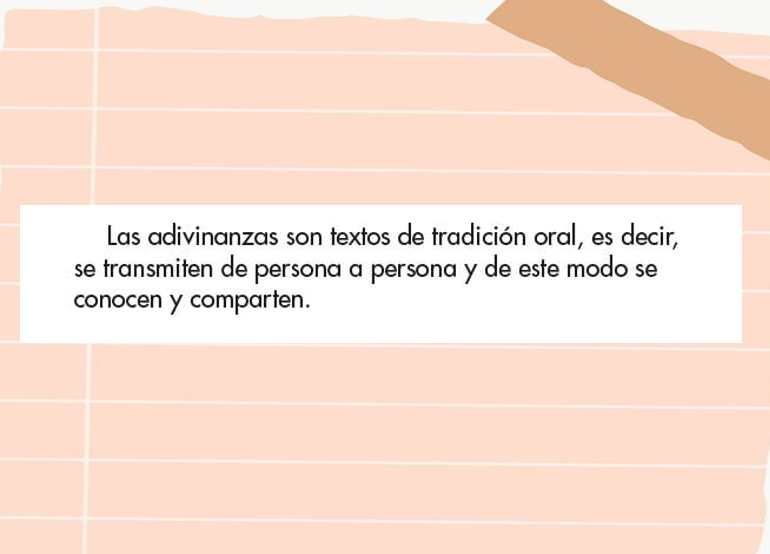 Las adivinanzas son textos de tradición oral, es decir,
se transmiten de persona a persona y de este modo se
conocen y comparten.